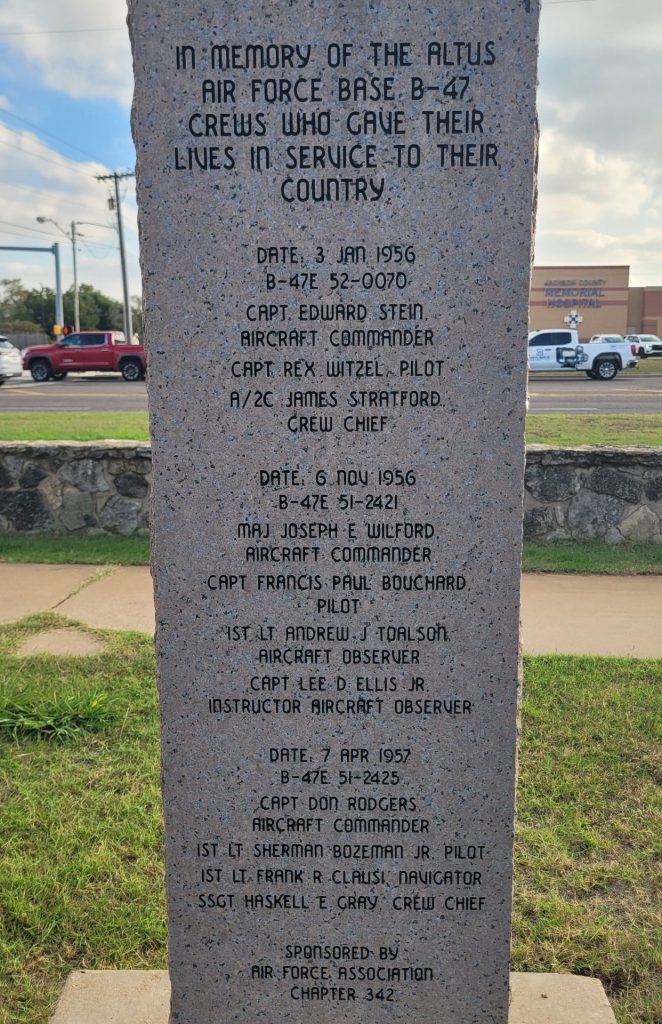 IN MEMORY OF THE ALTUS
AIR FORCE BASE B-47
CREWS WHO GAVE THEIR
LIVES IN SERVICE TO THEIR
COUNTRY.
DATE: 3 JAN 1956
B-47E 52-0070
CAPT. EDWARD STEIN,
AIRCRAFT COMMANDER
CAPT. REX WITZEL, PILOT
A/2C JAMES STRATFORD,
CREW CHIEF
DATE: 6 NOV 1956
B-47E 51-2421
MAJ JOSEPH E WILFORD
AIRCRAFT COMMANDER
CAPT FRANCIS PAUL BOUCHARD,
PILOT
1ST LT ANDREW J TOALSON,
AIRCRAFT OBSERVER
CAPT LEE D ELLIS JR.
INSTRUCTOR AIRCRAFT OBSERVER
DATE: 7 APR 1957
B-47E 51-2425
CAPT DON RODGERS,
AIRCRAFT COMMANDER
1ST LT SHERMAN BOZEMAN JR, PILOT
1ST LT FRANK R CLAUSI, NAVIGATOR
SSGT HASKELL E GRAY, CREW CHIEF
SPONSORED BY
AIR FORCE ASSOCIATION
CHAPTER 342
JACKSON COUNTY
MEMORIAL
HOSPITAL